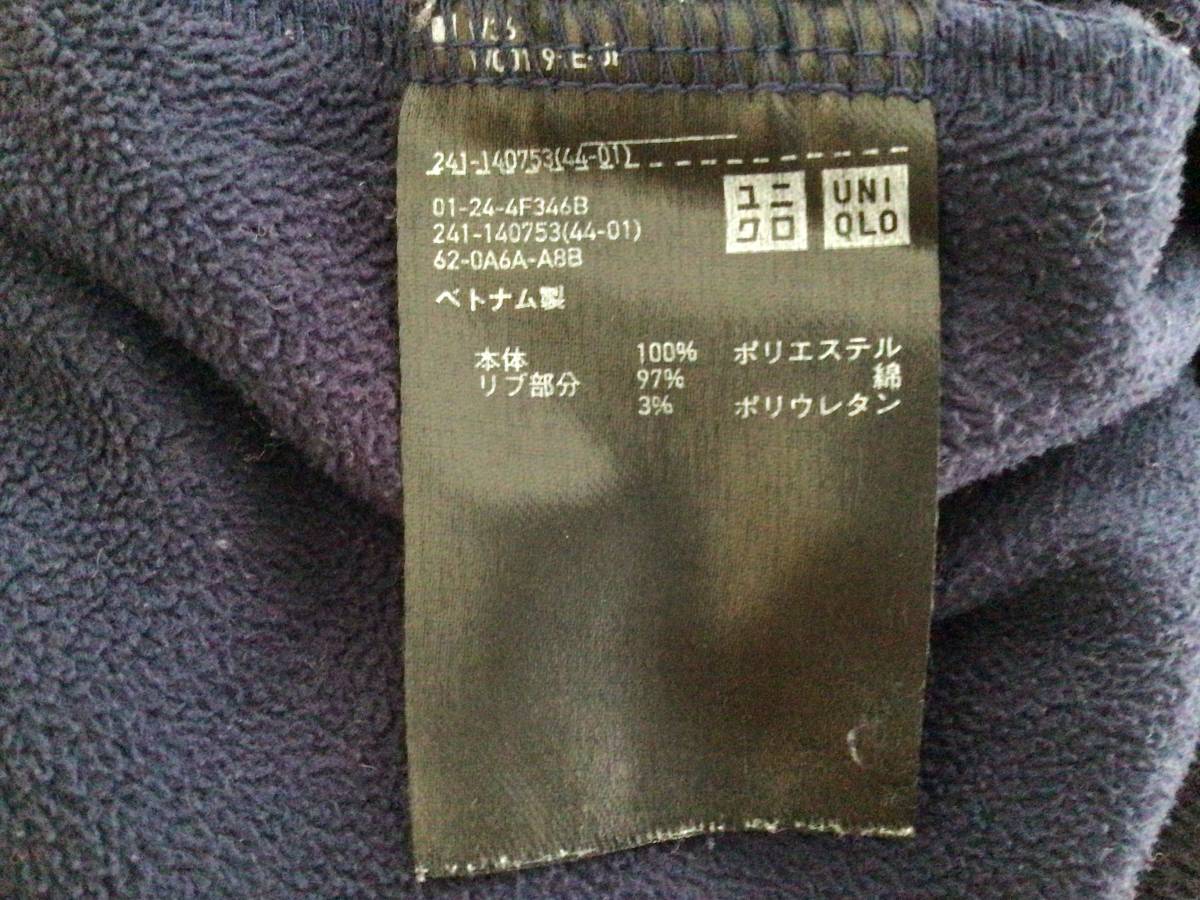 241-140753(44-01)
ユニ
クロ
UNI
QLO
01-24-4F346B
241-140753(44-01)
62-0A6A-A8B
ベトナム製
本体 100% ポリエステル
リブ部分 97% 綿
3% ポリウレタン